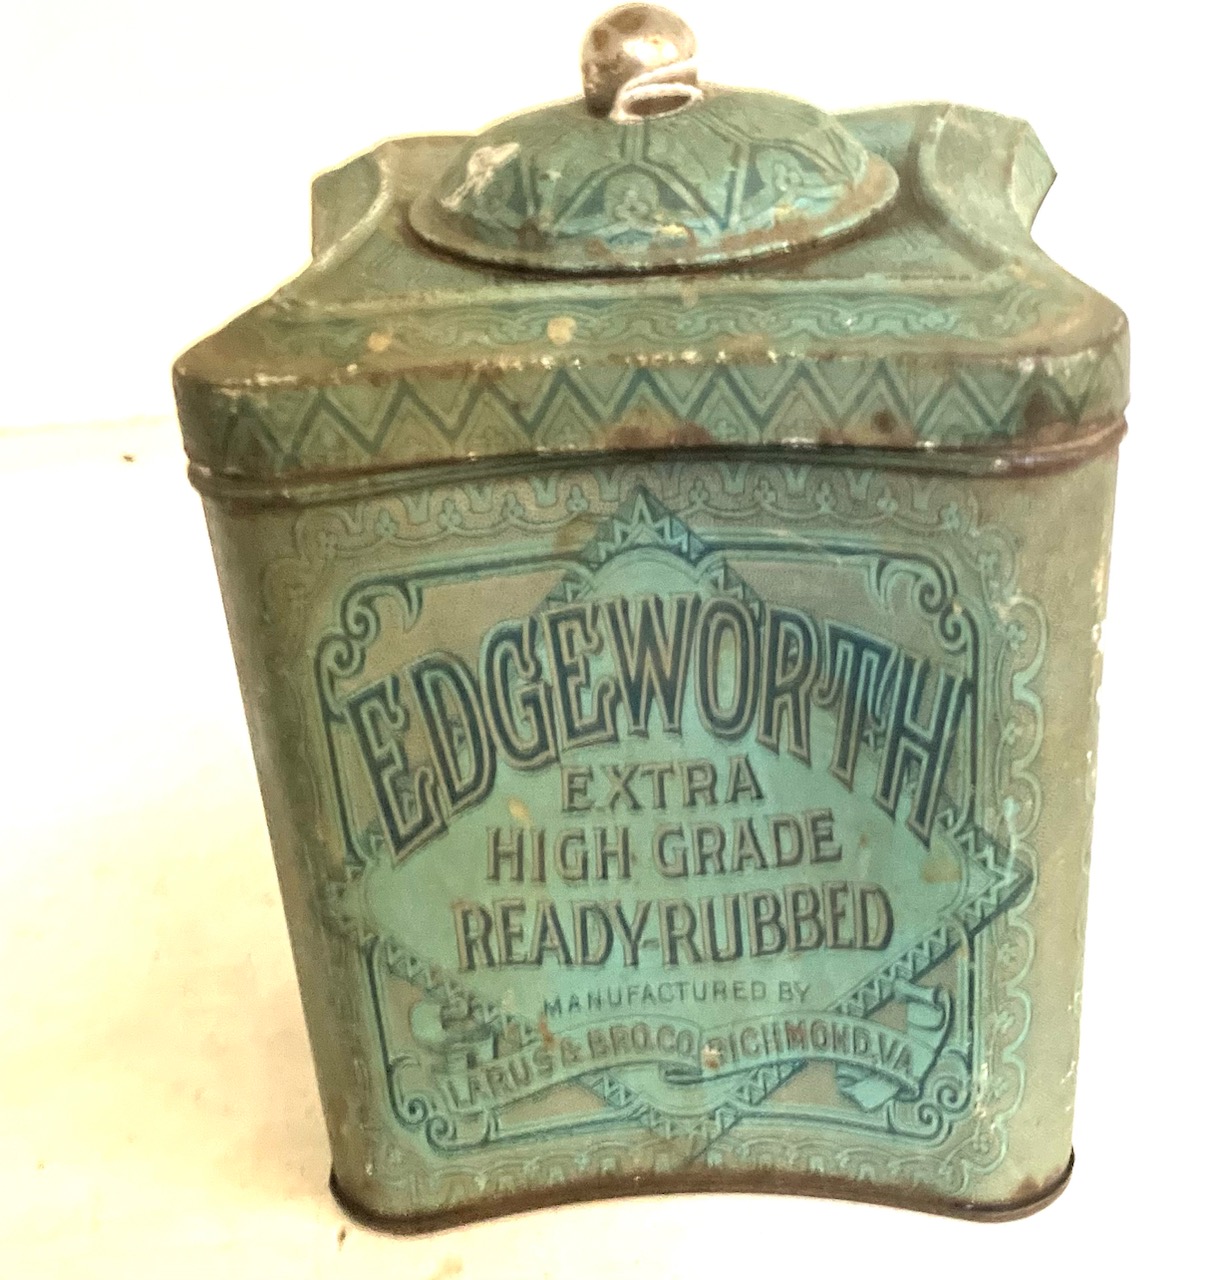 EDGEWORTH
EXTRA
HIGH GRADE
READY-RUBBED
MANUFACTURED BY
LARUS & BRO. CO. RICHMOND, VA.